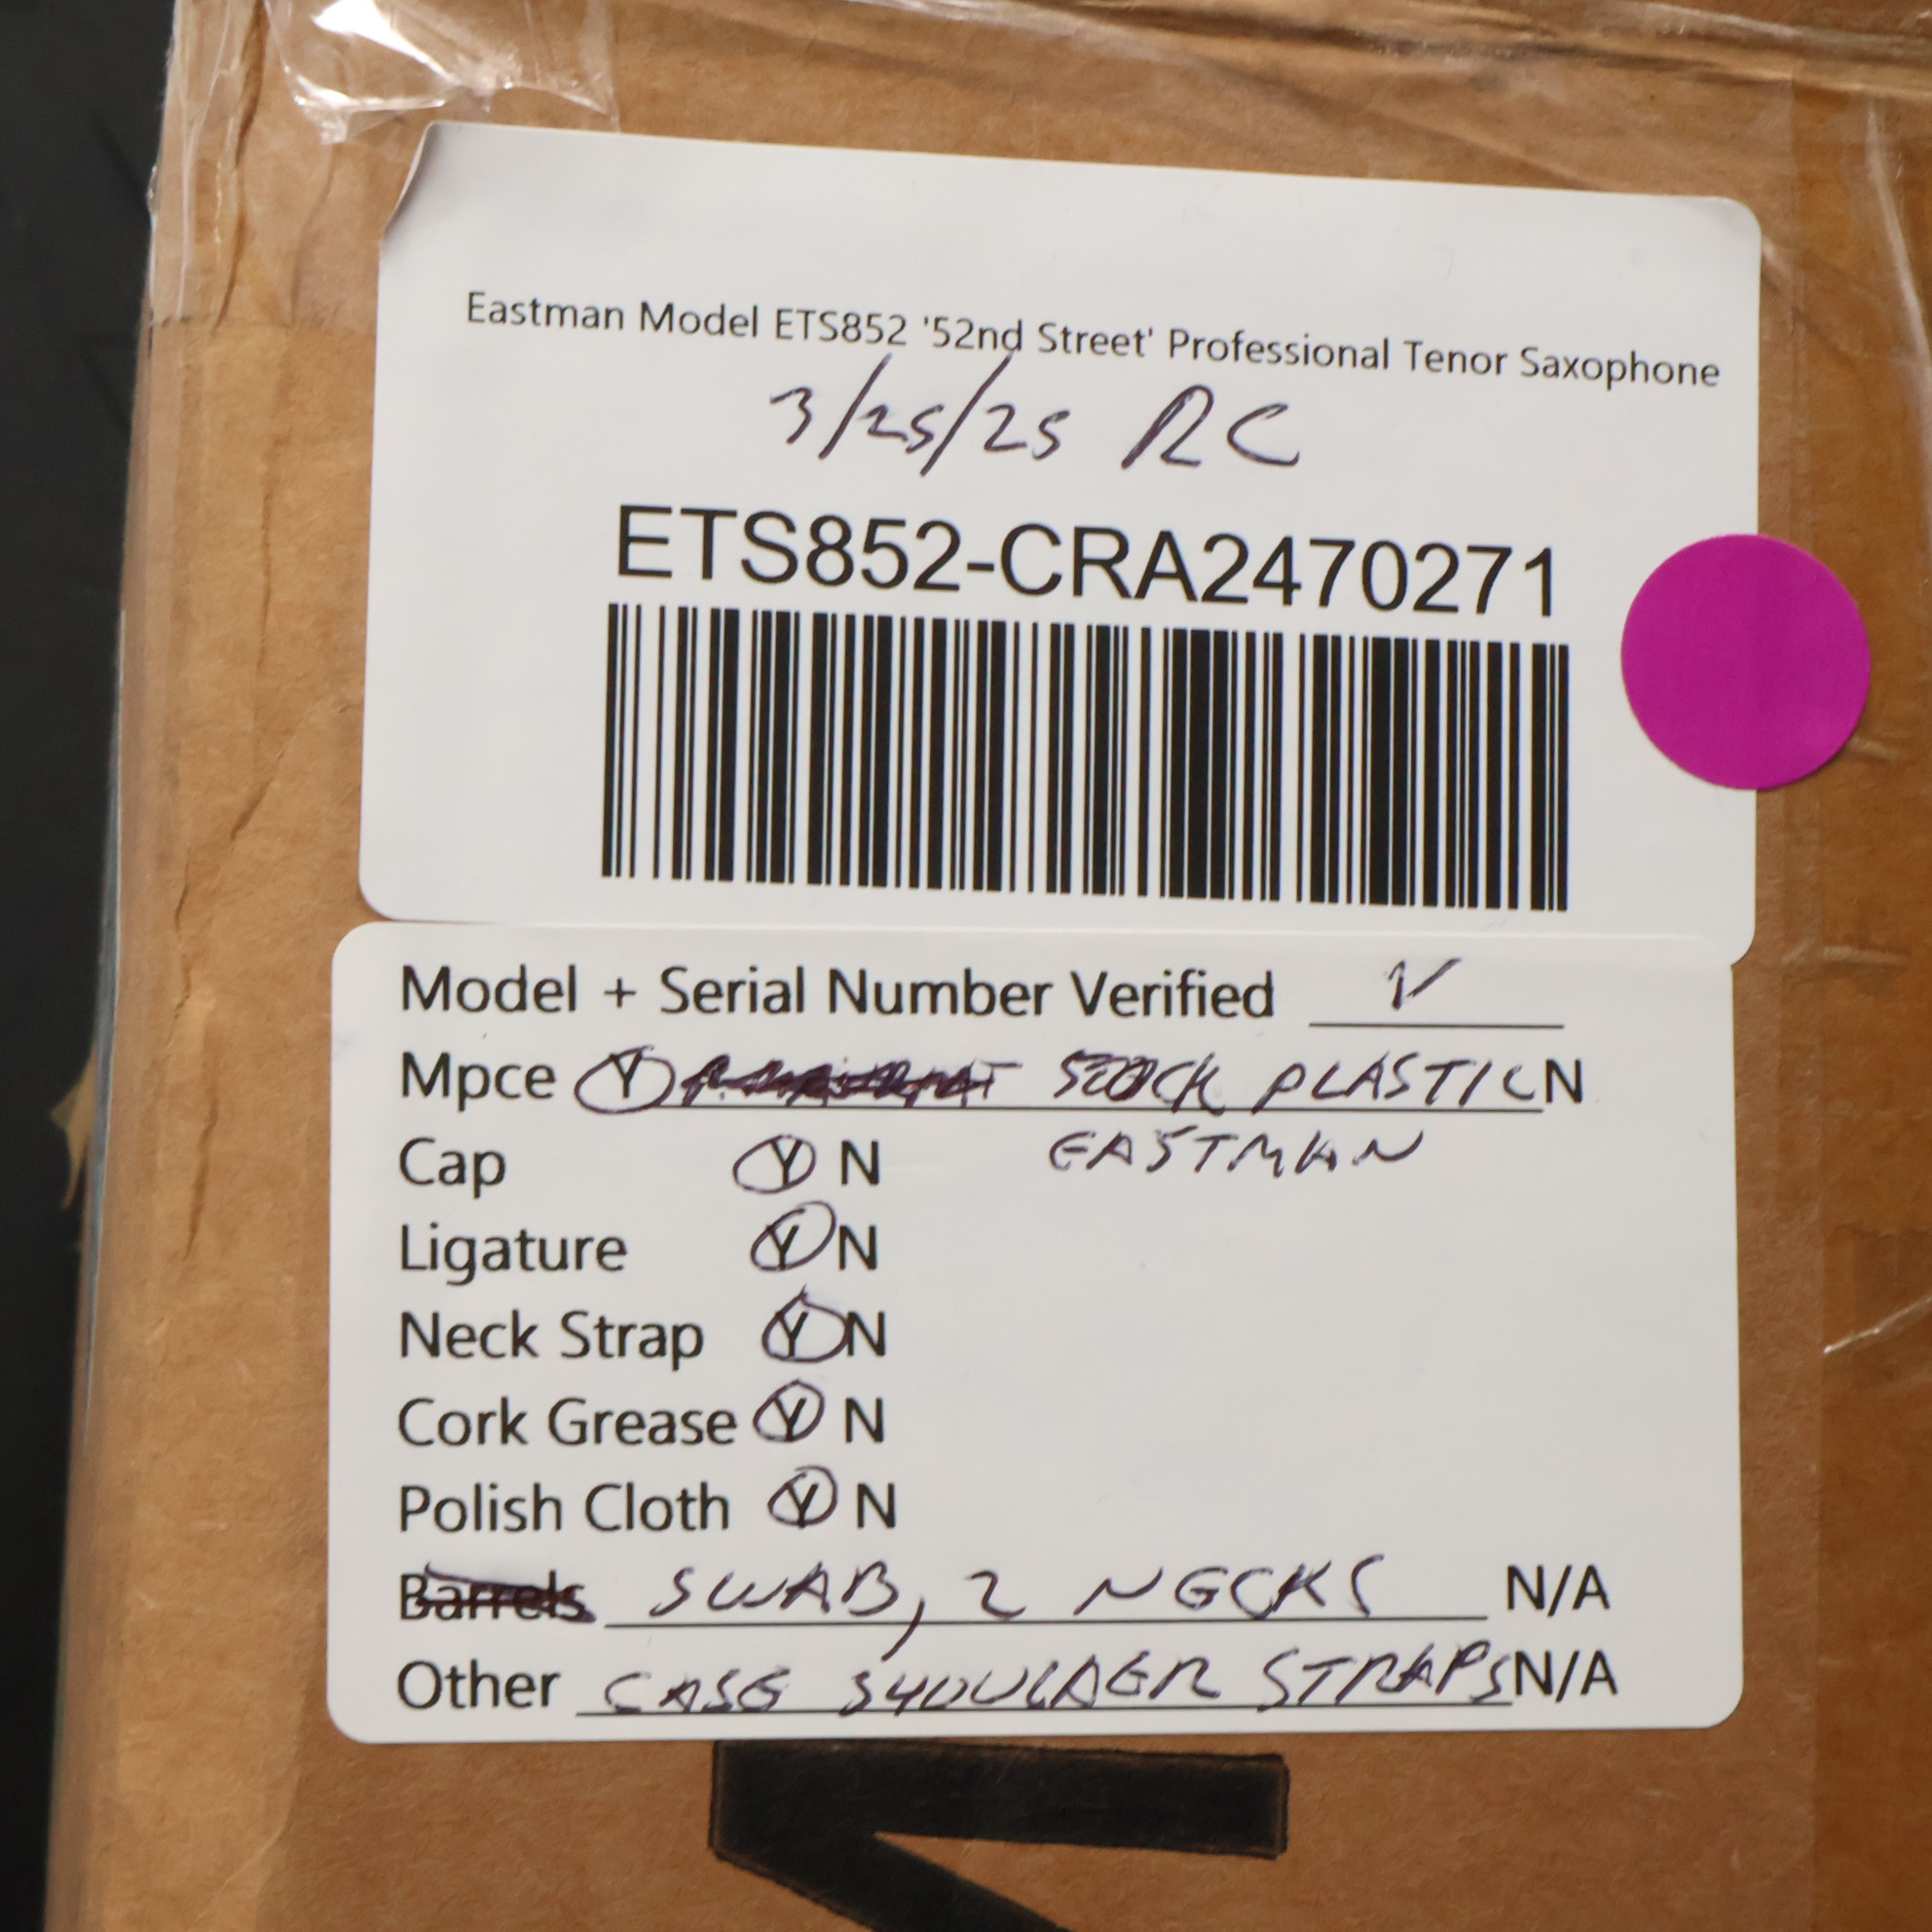 Eastman Model ETS852 '52nd Street' Professional Tenor Saxophone
3/25/25 RC
ETS852-CRA2470271
Model + Serial Number Verified ✓
Mpce Y STOCK PLASTIC N
EASTMAN
Cap Y N
Ligature Y N
Neck Strap Y N
Cork Grease Y N
Polish Cloth Y N
Barrels SWAB, 2 NECKS N/A
Other CASE SHOULDER STRAPS N/A